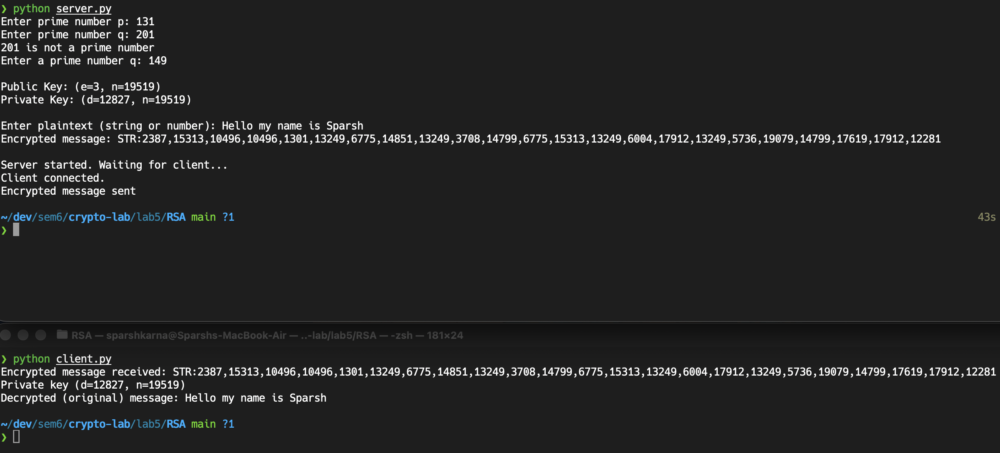 ❯ python server.py
Enter prime number p: 131
Enter prime number q: 201
201 is not a prime number
Enter a prime number q: 149
Public Key: (e=3, n=19519)
Private Key: (d=12827, n=19519)
Enter plaintext (string or number): Hello my name is Sparsh
Encrypted message: STR:2387,15313,10496,10496,1301,13249,6775,14851,13249,3708,14799,6775,15313,13249,6004,17912,13249,5736,19079,14799,17619,17912,12281
Server started. Waiting for client...
Client connected.
Encrypted message sent
~/dev/sem6/crypto-lab/lab5/RSA main ?1 43s
❯
RSA — sparshkarna@Sparshs-MacBook-Air — ..-lab/lab5/RSA — -zsh — 181×24
❯ python client.py
Encrypted message received: STR:2387,15313,10496,10496,1301,13249,6775,14851,13249,3708,14799,6775,15313,13249,6004,17912,13249,5736,19079,14799,17619,17912,12281
Private key (d=12827, n=19519)
Decrypted (original) message: Hello my name is Sparsh
~/dev/sem6/crypto-lab/lab5/RSA main ?1
❯